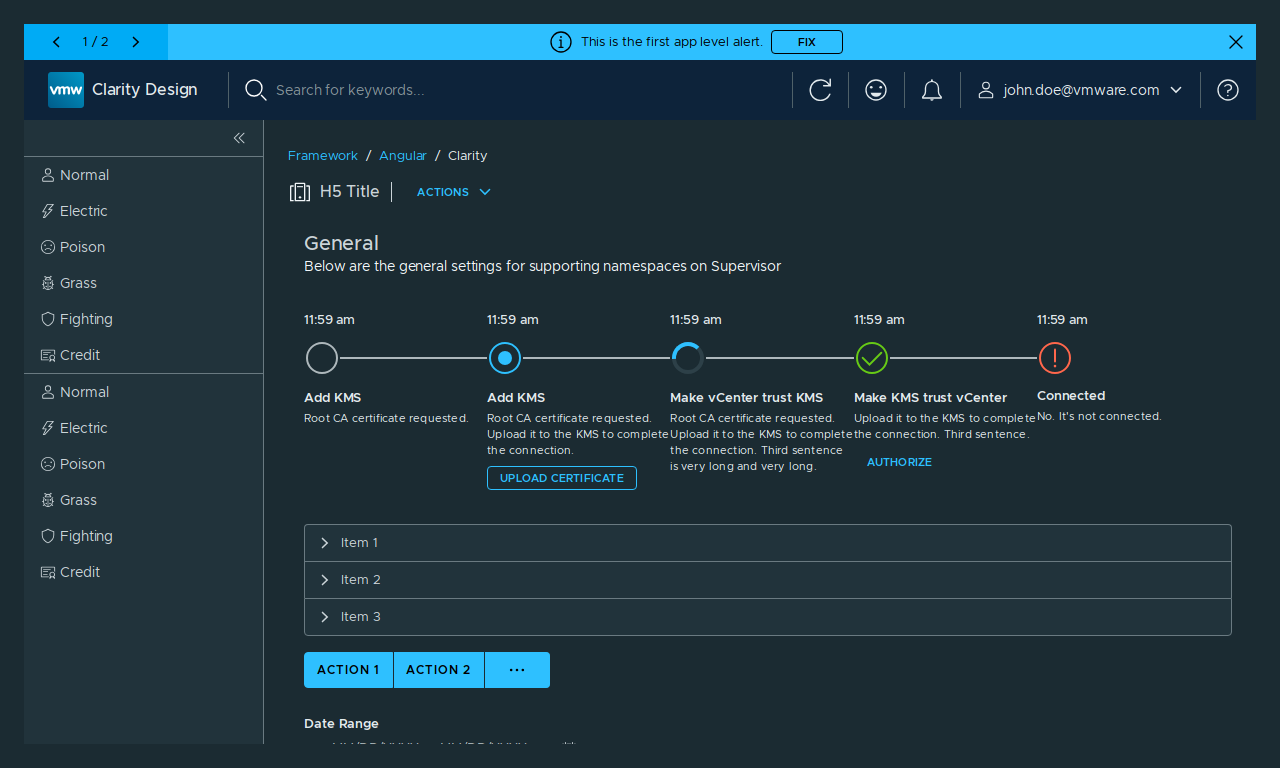 1 / 2
This is the first app level alert.
FIX
vmw
Clarity Design
Search for keywords...
john.doe@vmware.com
Normal
Electric
Poison
Grass
Fighting
Credit
Normal
Electric
Poison
Grass
Fighting
Credit
Framework / Angular / Clarity
H5 Title
ACTIONS
General
Below are the general settings for supporting namespaces on Supervisor
11:59 am
Add KMS
Root CA certificate requested.
11:59 am
Add KMS
Root CA certificate requested.
Upload it to the KMS to complete
the connection.
UPLOAD CERTIFICATE
11:59 am
Make vCenter trust KMS
Root CA certificate requested.
Upload it to the KMS to complete
the connection. Third sentence
is very long and very long.
11:59 am
Make KMS trust vCenter
Upload it to the KMS to complete
the connection. Third sentence.
AUTHORIZE
11:59 am
Connected
No. It's not connected.
Item 1
Item 2
Item 3
ACTION 1
ACTION 2
...
Date Range